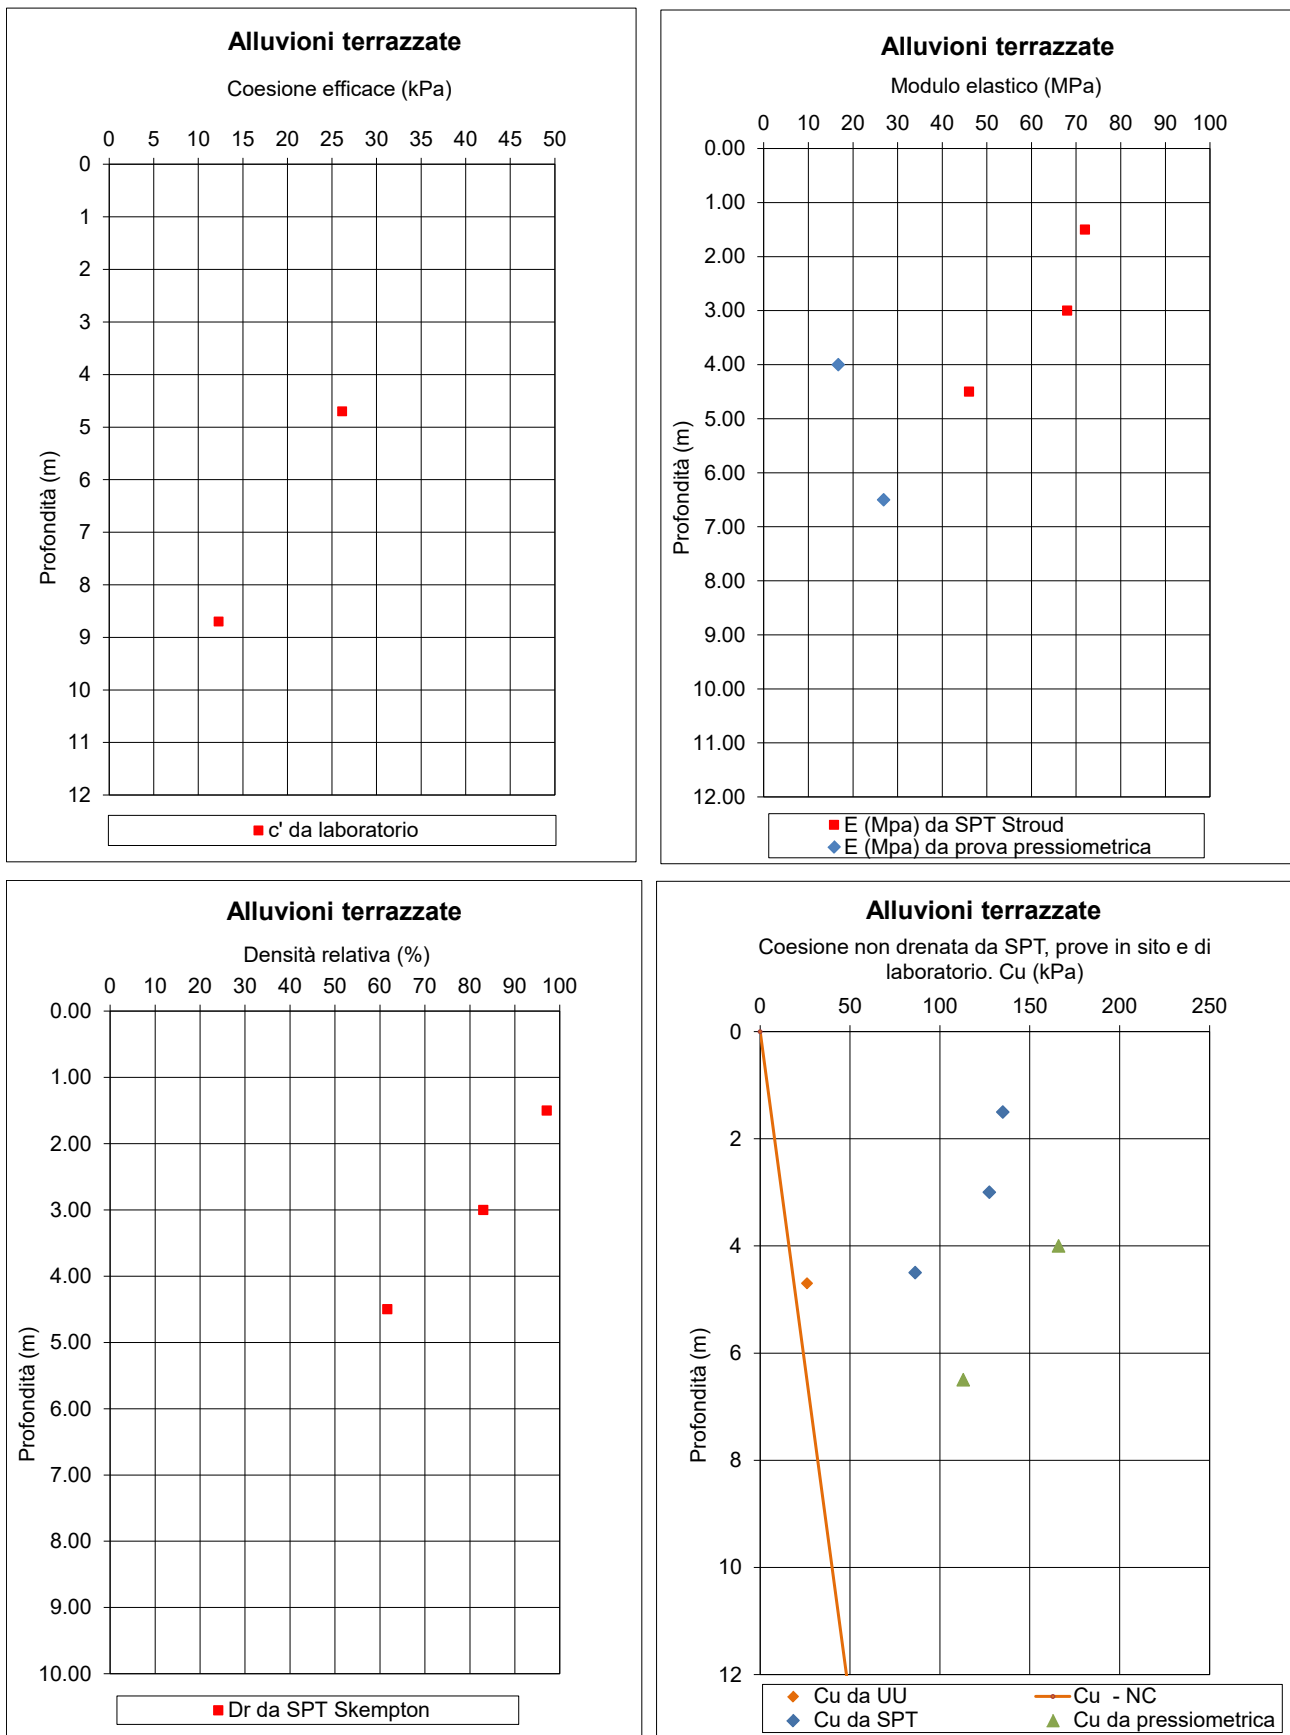 Alluvioni terrazzate
Coesione efficace (kPa)
0 5 10 15 20 25 30 35 40 45 50
0
1
2
3
4
5
6
7
8
9
10
11
12
Profondità (m)
c' da laboratorio
Alluvioni terrazzate
Modulo elastico (MPa)
0 10 20 30 40 50 60 70 80 90 100
0.00
1.00
2.00
3.00
4.00
5.00
6.00
7.00
8.00
9.00
10.00
11.00
12.00
Profondità (m)
E (Mpa) da SPT Stroud
E (Mpa) da prova pressiometrica
Alluvioni terrazzate
Densità relativa (%)
0 10 20 30 40 50 60 70 80 90 100
0.00
1.00
2.00
3.00
4.00
5.00
6.00
7.00
8.00
9.00
10.00
Profondità (m)
Dr da SPT Skempton
Alluvioni terrazzate
Coesione non drenata da SPT, prove in sito e di
laboratorio. Cu (kPa)
0 50 100 150 200 250
0
2
4
6
8
10
12
Profondità (m)
Cu da UU Cu - NC
Cu da SPT Cu da pressiometrica